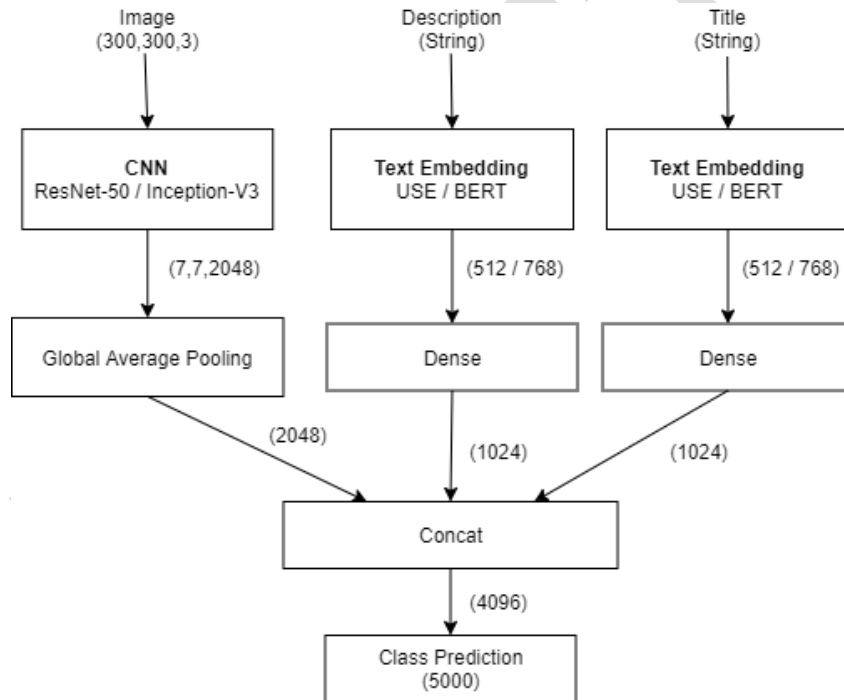 Image
(300,300,3)
Description
(String)
Title
(String)
CNN
ResNet-50 / Inception-V3
Text Embedding
USE / BERT
Text Embedding
USE / BERT
(7,7,2048)
(512 / 768)
(512 / 768)
Global Average Pooling
Dense
Dense
(2048)
(1024)
(1024)
Concat
(4096)
Class Prediction
(5000)